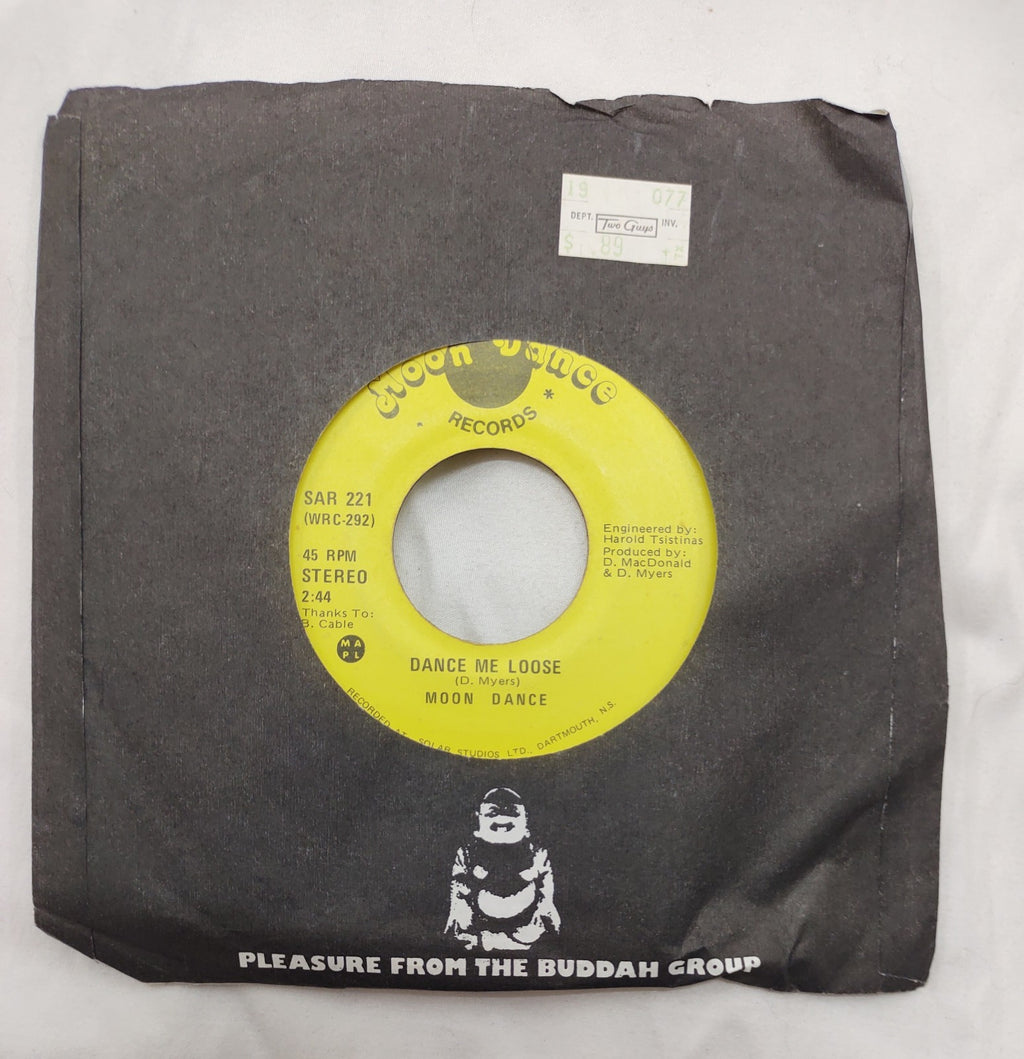 19 077
DEPT. Two Guys INV.
$ .89
Moon Dance
RECORDS
SAR 221
(WRC-292)
45 RPM
STEREO
2:44
Thanks To:
B. Cable
M A
P L
Engineered by:
Harold Tsistinas
Produced by:
D. MacDonald
& D. Myers
DANCE ME LOOSE
(D. Myers)
MOON DANCE
RECORDED AT SOLAR STUDIOS LTD., DARTMOUTH, N.S.
PLEASURE FROM THE BUDDAH GROUP